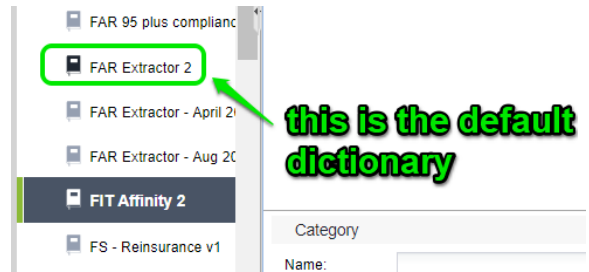 FAR 95 plus complianc
FAR Extractor 2
FAR Extractor - April 2
FAR Extractor - Aug 20
FIT Affinity 2
FS - Reinsurance v1
this is the default
dictionary
Category
Name: